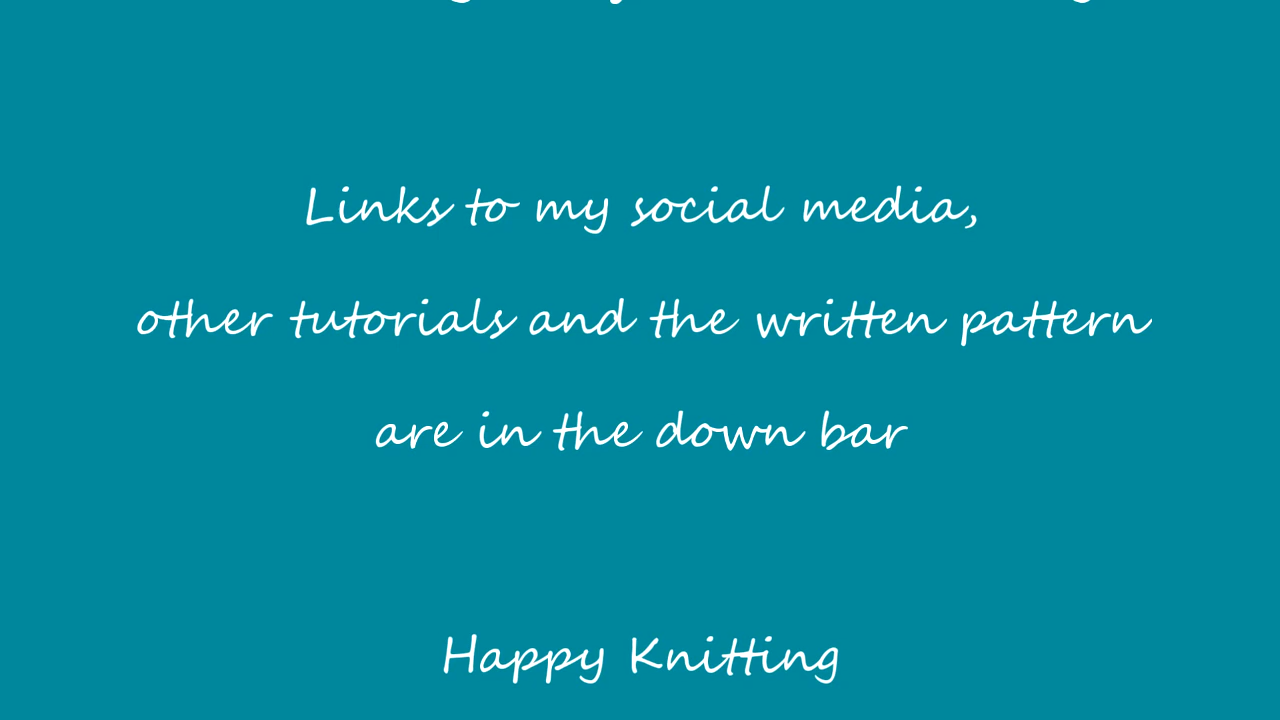 Links to my social media,
other tutorials and the written pattern
are in the down bar
Happy Knitting